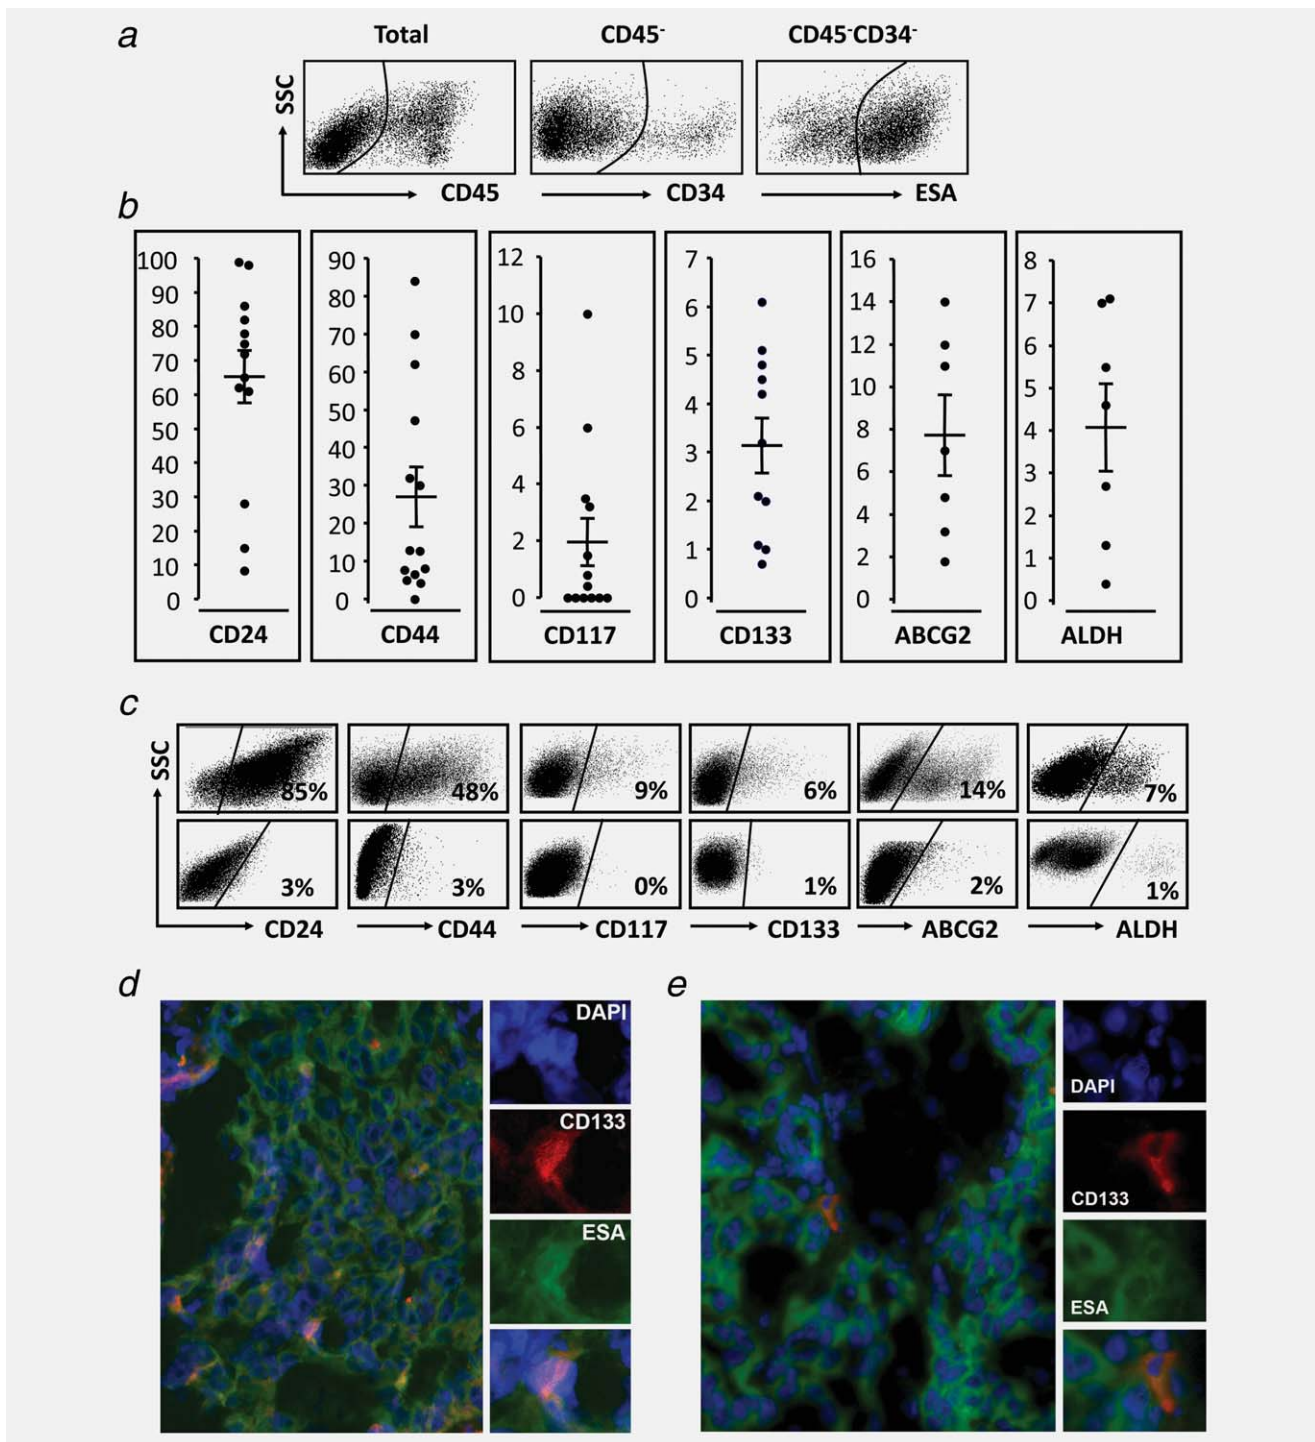 a
Total CD45⁻ CD45⁻CD34⁻
SSC
CD45 CD34 ESA
b
100 90 80 70 60 50 40 30 20 10 0
CD24
90 80 70 60 50 40 30 20 10 0
CD44
12 10 8 6 4 2 0
CD117
7 6 5 4 3 2 1 0
CD133
16 14 12 10 8 6 4 2 0
ABCG2
8 7 6 5 4 3 2 1 0
ALDH
c
SSC
85% 48% 9% 6% 14% 7%
3% 3% 0% 1% 2% 1%
CD24 CD44 CD117 CD133 ABCG2 ALDH
d
DAPI
CD133
ESA
e
DAPI
CD133
ESA